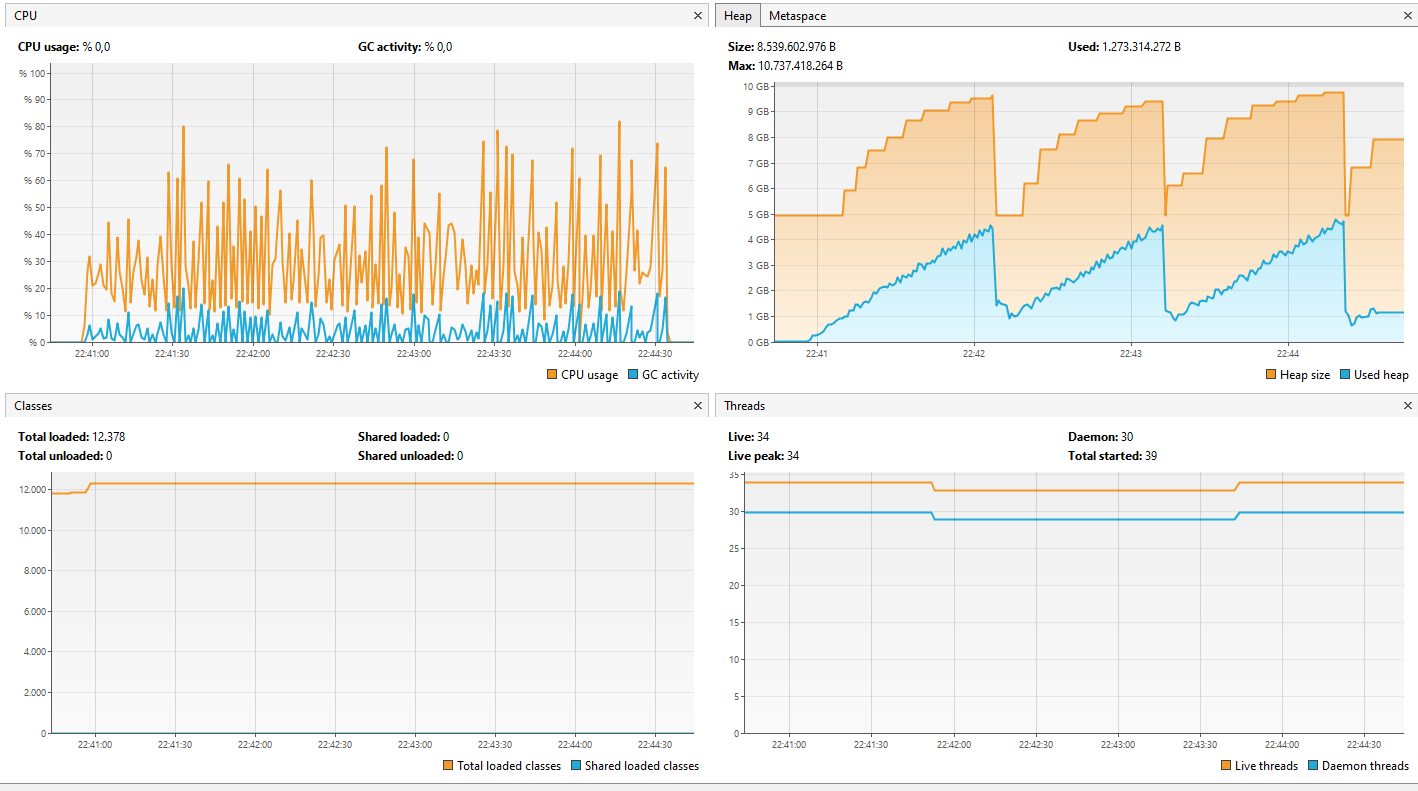 CPU
CPU usage: % 0,0 GC activity: % 0,0
% 100
% 90
% 80
% 70
% 60
% 50
% 40
% 30
% 20
% 10
% 0
22:41:00 22:41:30 22:42:00 22:42:30 22:43:00 22:43:30 22:44:00 22:44:30
CPU usage GC activity
Heap Metaspace
Size: 8.539.602.976 B Used: 1.273.314.272 B
Max: 10.737.418.264 B
10 GB
9 GB
8 GB
7 GB
6 GB
5 GB
4 GB
3 GB
2 GB
1 GB
0 GB
22:41 22:42 22:43 22:44
Heap size Used heap
Classes
Total loaded: 12.378 Shared loaded: 0
Total unloaded: 0 Shared unloaded: 0
12.000
10.000
8.000
6.000
4.000
2.000
0
22:41:00 22:41:30 22:42:00 22:42:30 22:43:00 22:43:30 22:44:00 22:44:30
Total loaded classes Shared loaded classes
Threads
Live: 34 Daemon: 30
Live peak: 34 Total started: 39
35
30
25
20
15
10
5
0
22:41:00 22:41:30 22:42:00 22:42:30 22:43:00 22:43:30 22:44:00 22:44:30
Live threads Daemon threads